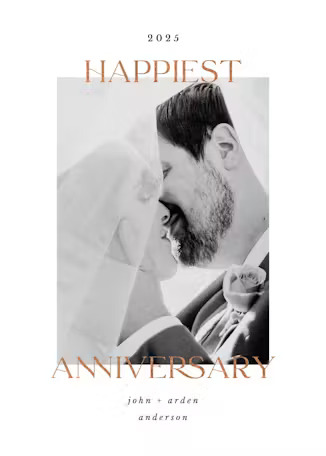 2025
HAPPIEST
ANNIVERSARY
john + arden
anderson